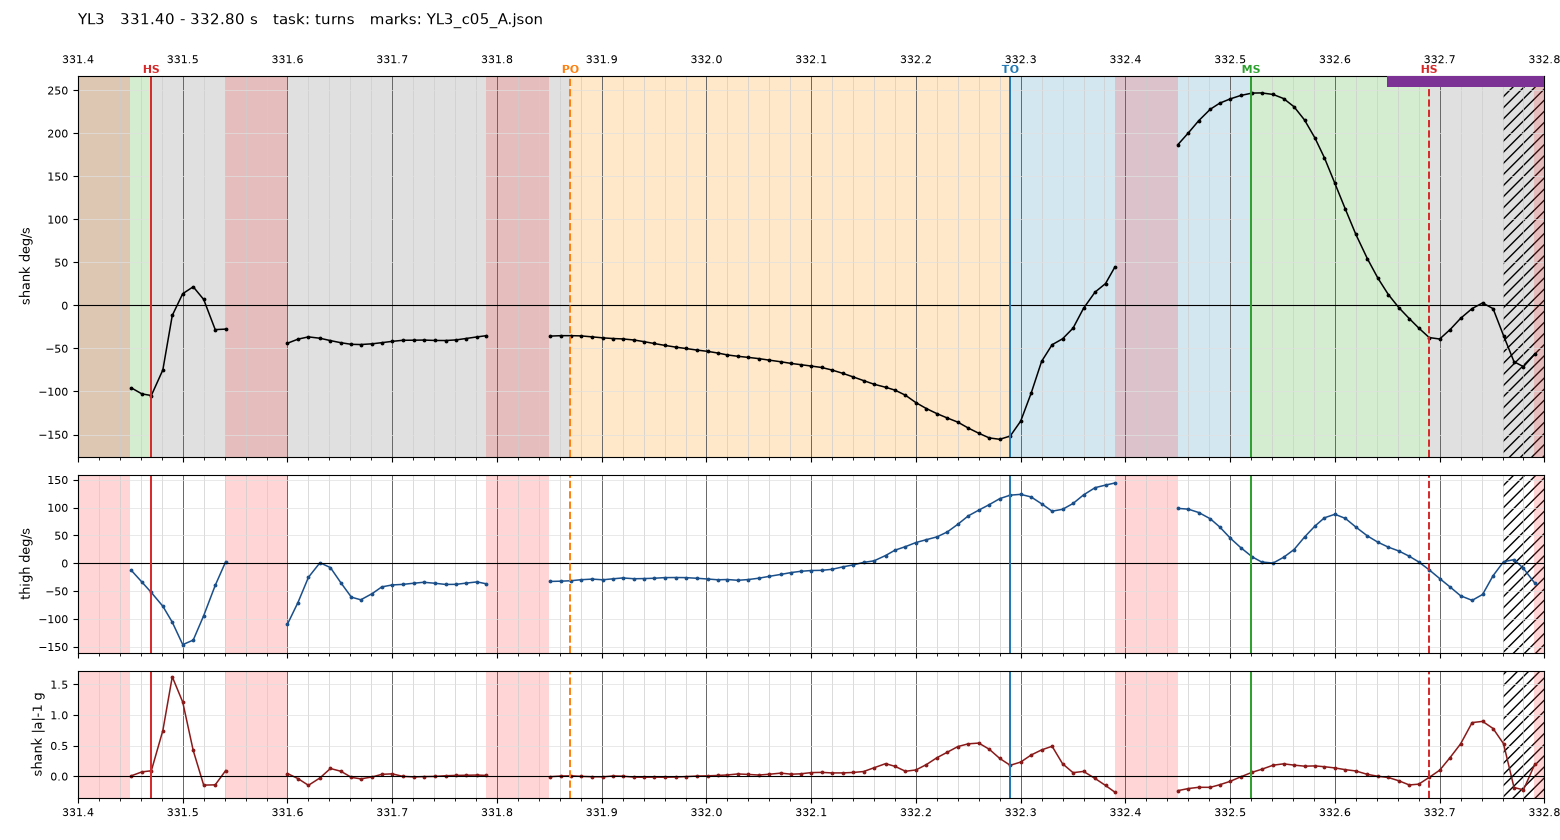 YL3   331.40 - 332.80 s   task: turns   marks: YL3_c05_A.json
331.4 331.5 331.6 331.7 331.8 331.9 332.0 332.1 332.2 332.3 332.4 332.5 332.6 332.7 332.8
HS PO TO MS HS
shank deg/s
250
200
150
100
50
0
−50
−100
−150
thigh deg/s
150
100
50
0
−50
−100
−150
shank |a|-1 g
1.5
1.0
0.5
0.0
331.4 331.5 331.6 331.7 331.8 331.9 332.0 332.1 332.2 332.3 332.4 332.5 332.6 332.7 332.8